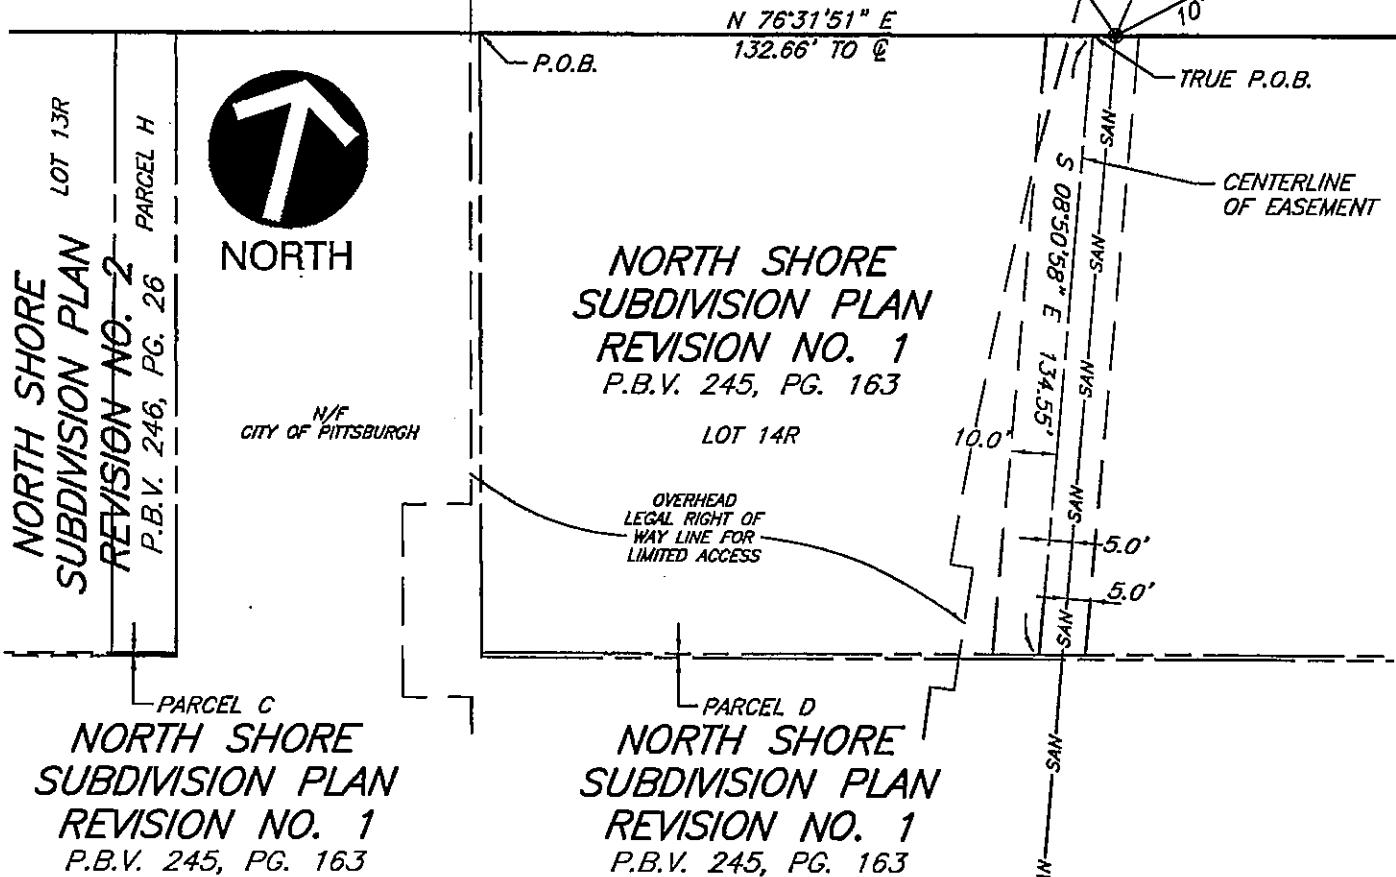 N 76°31'51" E
132.66' TO ℄
10'
P.O.B.
TRUE P.O.B.
LOT 13R
PARCEL H
NORTH SHORE
SUBDIVISION PLAN
REVISION NO. 2
P.B.V. 246, PG. 26
NORTH
CENTERLINE
OF EASEMENT
S 08°50'58" E 134.55'
SAN
SAN
SAN
SAN
SAN
SAN
NORTH SHORE
SUBDIVISION PLAN
REVISION NO. 1
P.B.V. 245, PG. 163
LOT 14R
N/F
CITY OF PITTSBURGH
10.0'
OVERHEAD
LEGAL RIGHT OF
WAY LINE FOR
LIMITED ACCESS
5.0'
5.0'
PARCEL C
NORTH SHORE
SUBDIVISION PLAN
REVISION NO. 1
P.B.V. 245, PG. 163
PARCEL D
NORTH SHORE
SUBDIVISION PLAN
REVISION NO. 1
P.B.V. 245, PG. 163